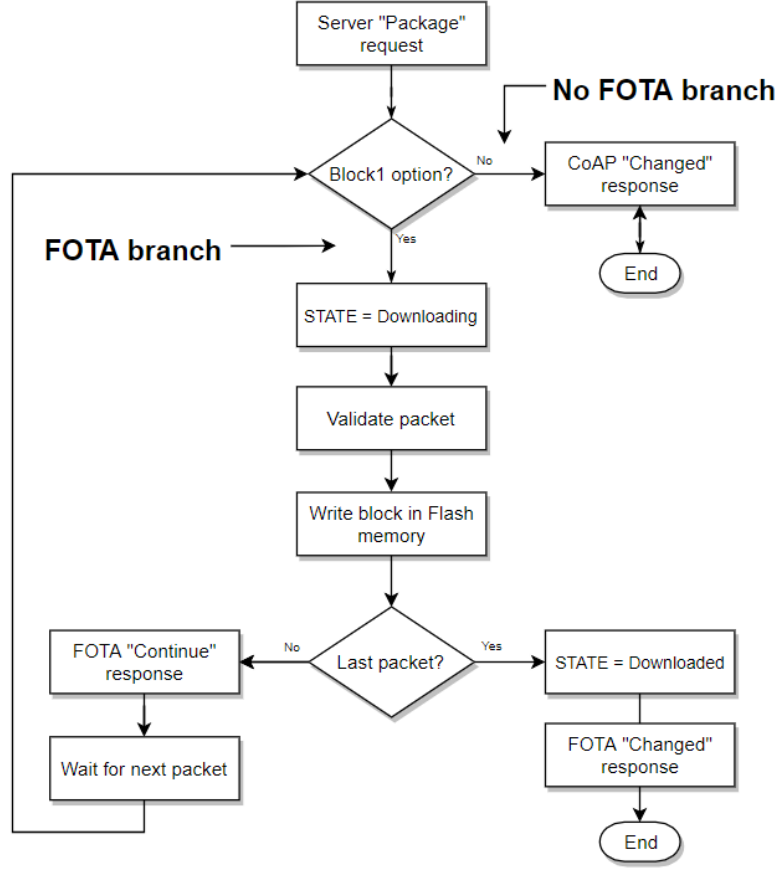 Server "Package"
request
No FOTA branch
Block1 option?
No
CoAP "Changed"
response
FOTA branch
Yes
End
STATE = Downloading
Validate packet
Write block in Flash
memory
FOTA "Continue"
response
No
Last packet?
Yes
STATE = Downloaded
Wait for next packet
FOTA "Changed"
response
End